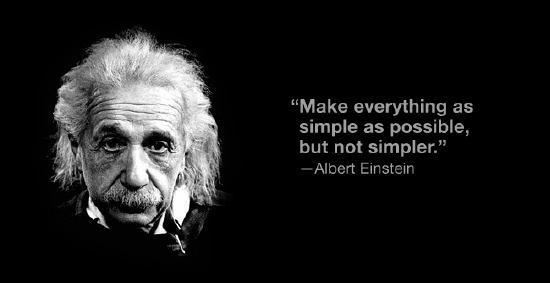 “Make everything as
simple as possible,
but not simpler.”
—Albert Einstein